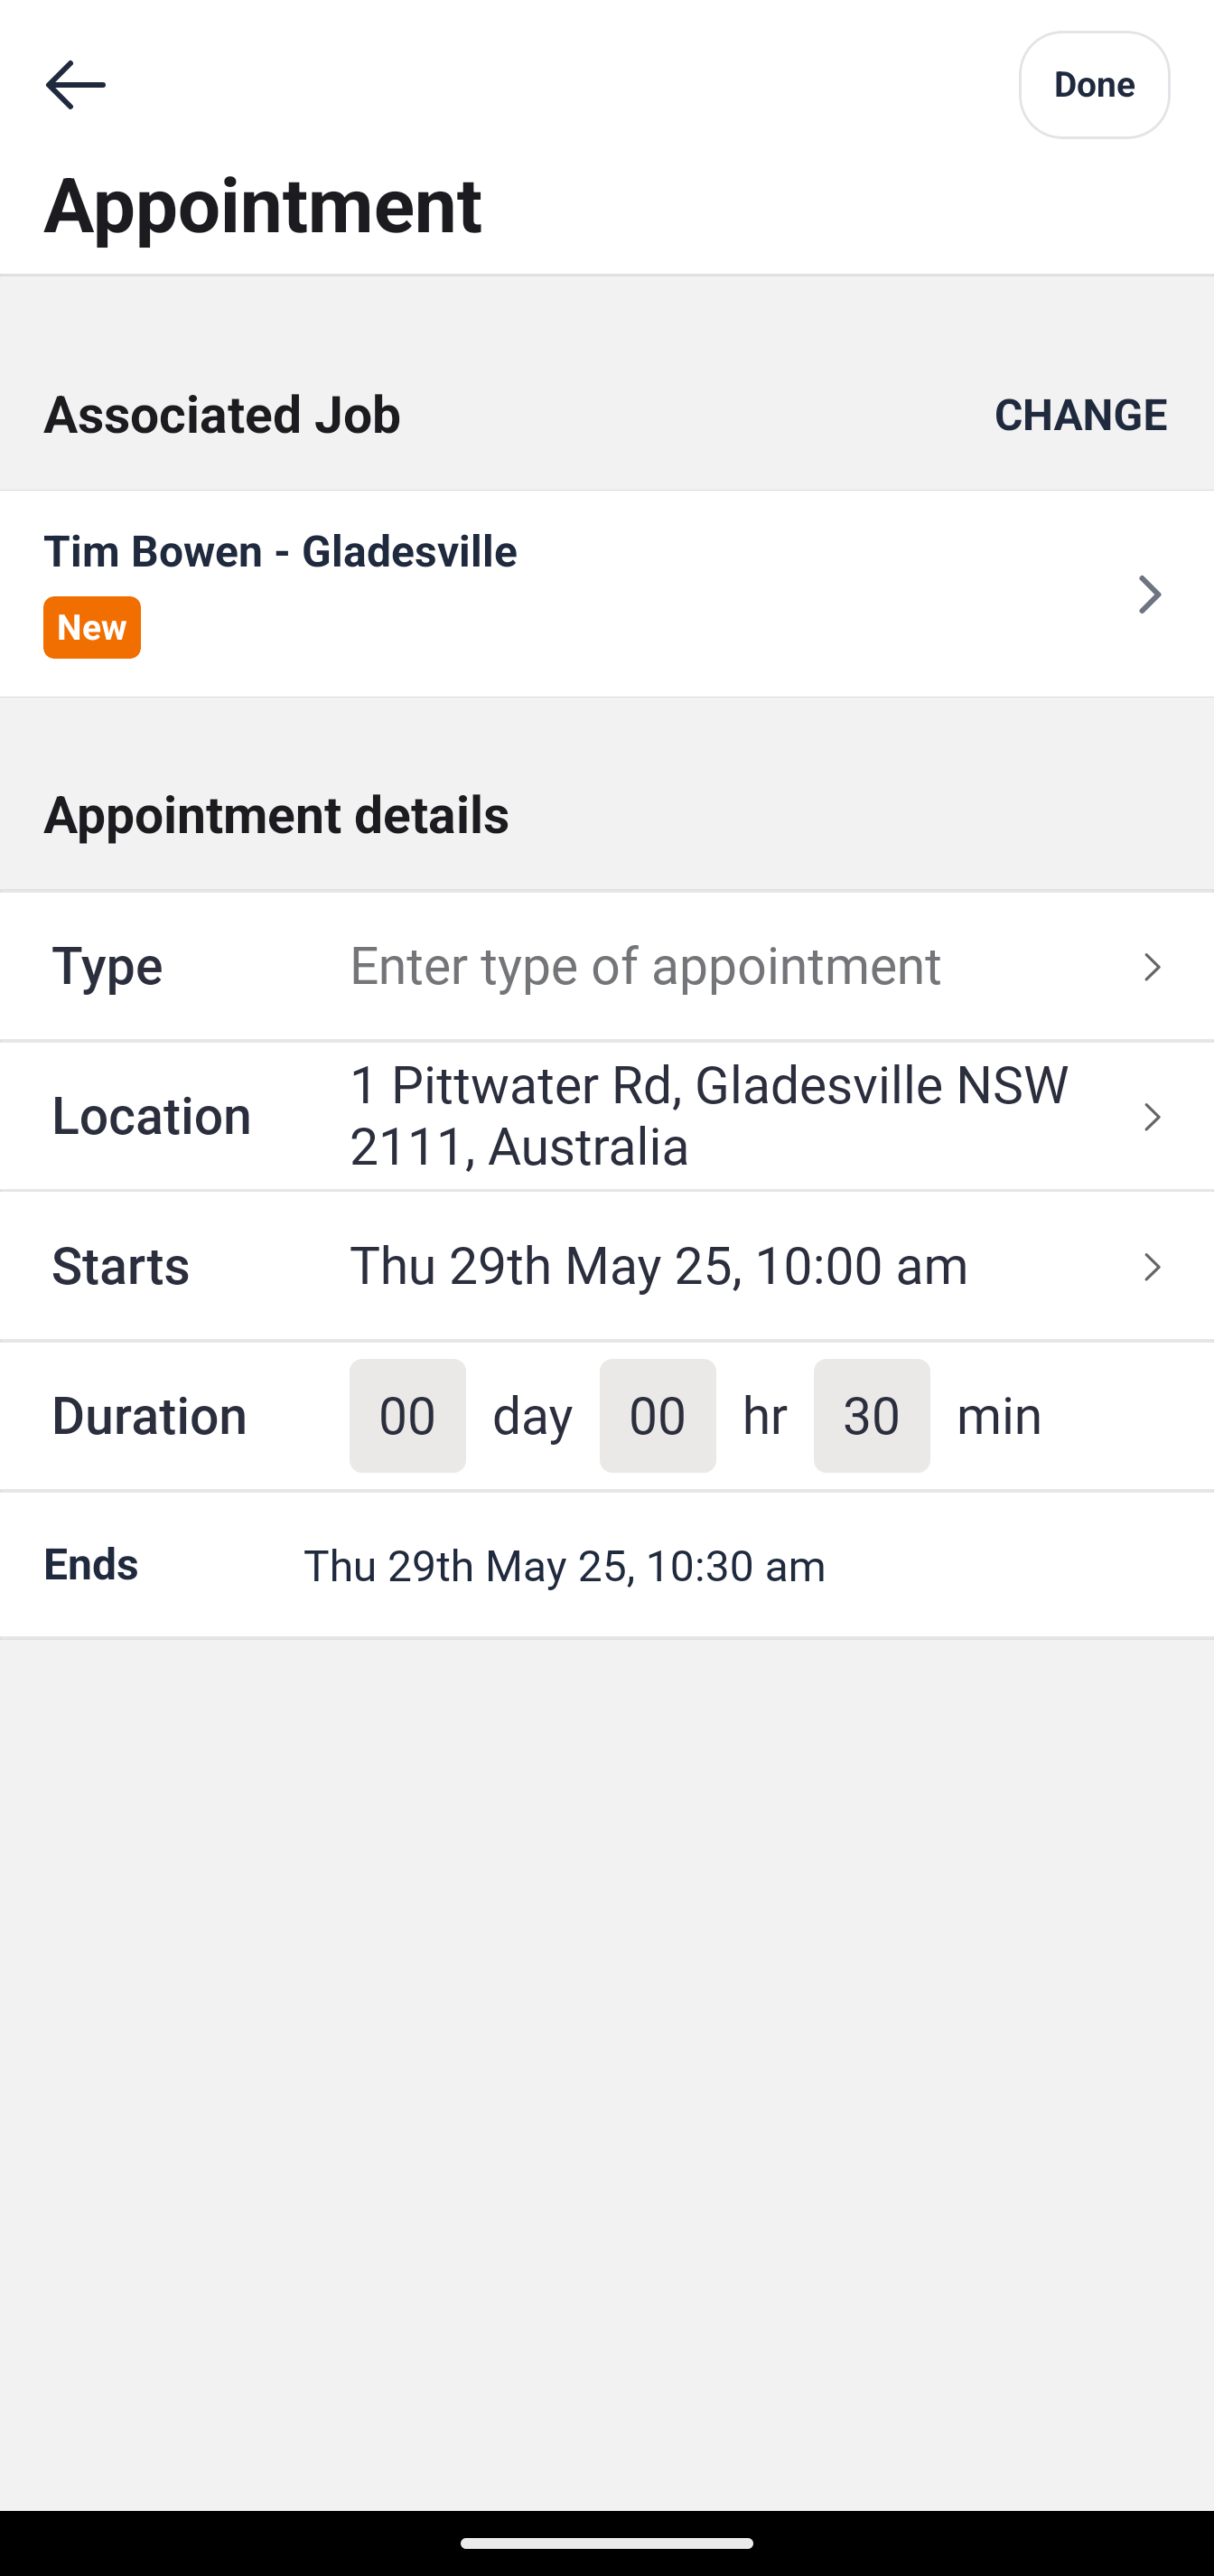 Done
Appointment
Associated Job CHANGE
Tim Bowen - Gladesville
New
Appointment details
Type Enter type of appointment
Location 1 Pittwater Rd, Gladesville NSW
2111, Australia
Starts Thu 29th May 25, 10:00 am
Duration 00 day 00 hr 30 min
Ends Thu 29th May 25, 10:30 am